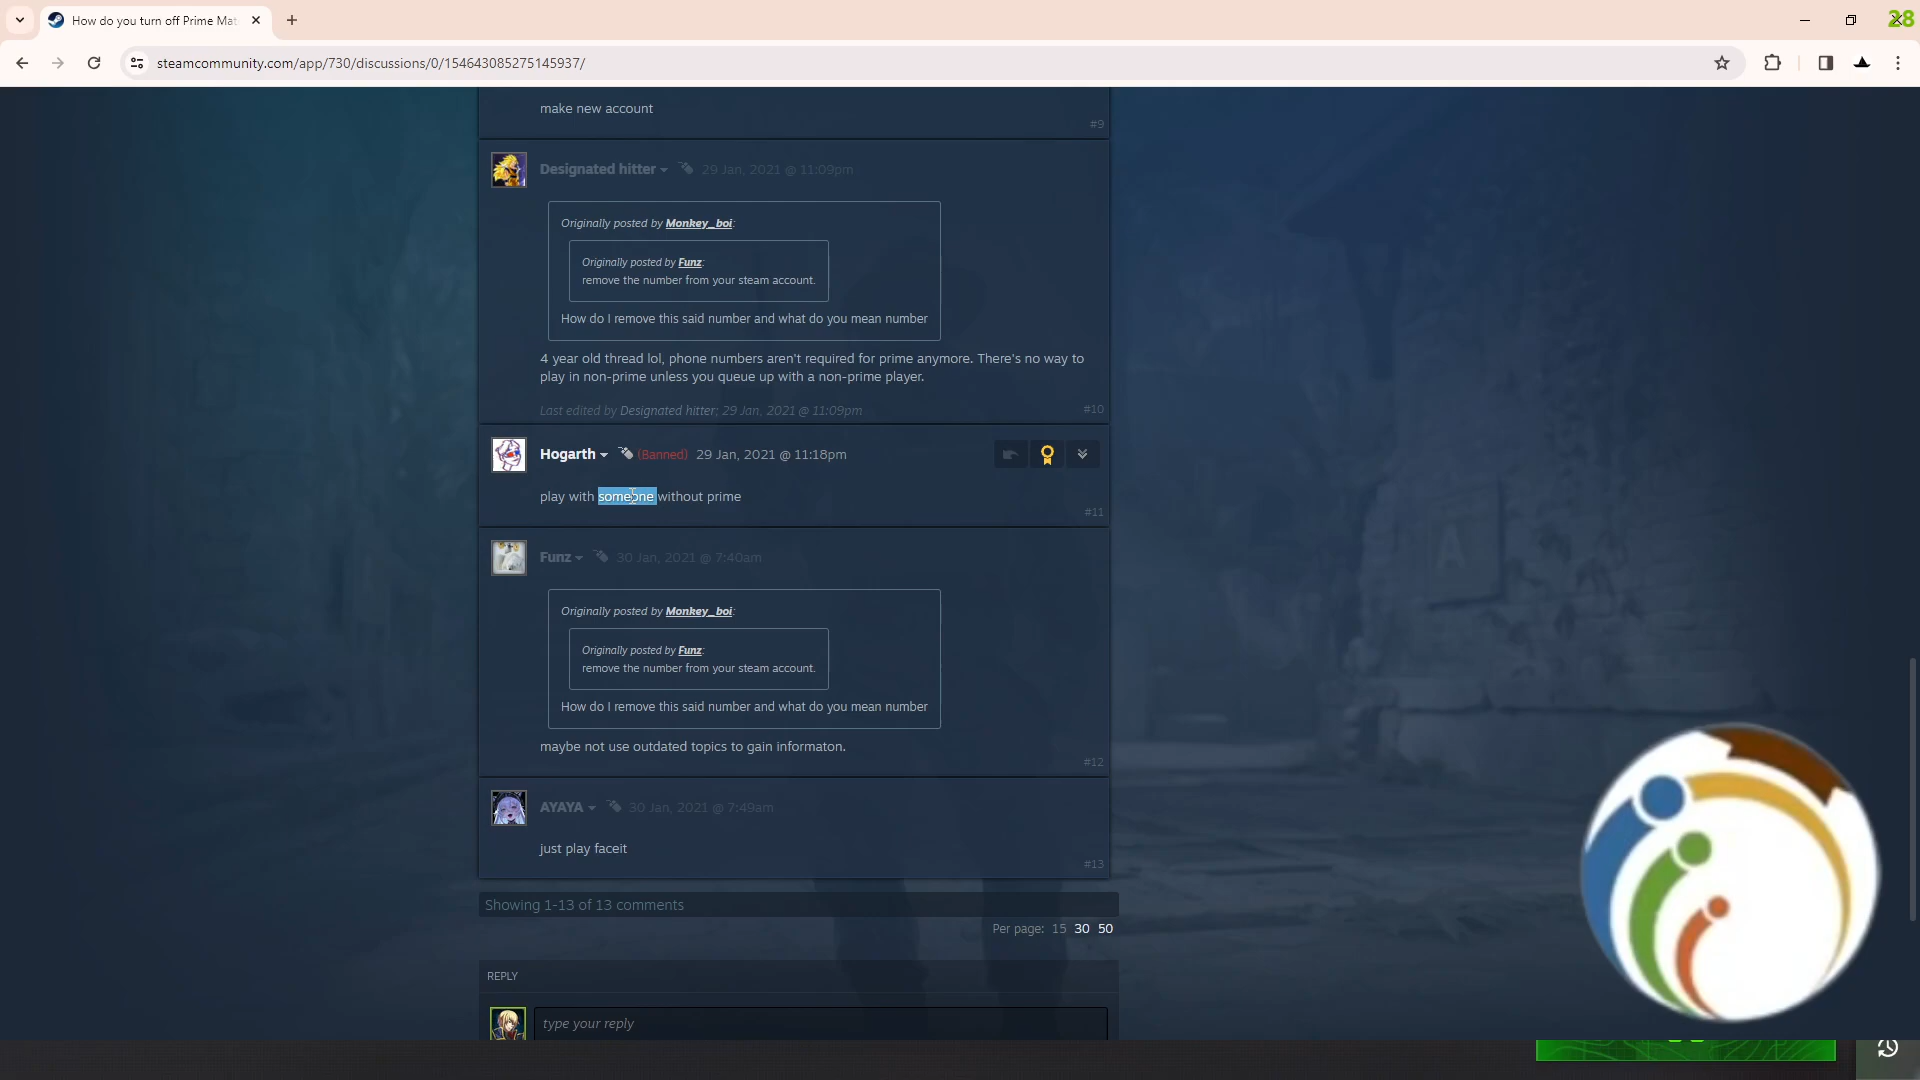 How do you turn off Prime Mat
28
steamcommunity.com/app/730/discussions/0/154643085275145937/
make new account
#9
Designated hitter 29 Jan, 2021 @ 11:09pm
Originally posted by Monkey_boi:
Originally posted by Funz:
remove the number from your steam account.
How do I remove this said number and what do you mean number
4 year old thread lol, phone numbers aren't required for prime anymore. There's no way to
play in non-prime unless you queue up with a non-prime player.
Last edited by Designated hitter; 29 Jan, 2021 @ 11:09pm
#10
Hogarth (Banned) 29 Jan, 2021 @ 11:18pm
play with someone without prime
#11
Funz 30 Jan, 2021 @ 7:40am
Originally posted by Monkey_boi:
Originally posted by Funz:
remove the number from your steam account.
How do I remove this said number and what do you mean number
maybe not use outdated topics to gain informaton.
#12
AYAYA 30 Jan, 2021 @ 7:49am
just play faceit
#13
Showing 1-13 of 13 comments
Per page: 15 30 50
REPLY
type your reply